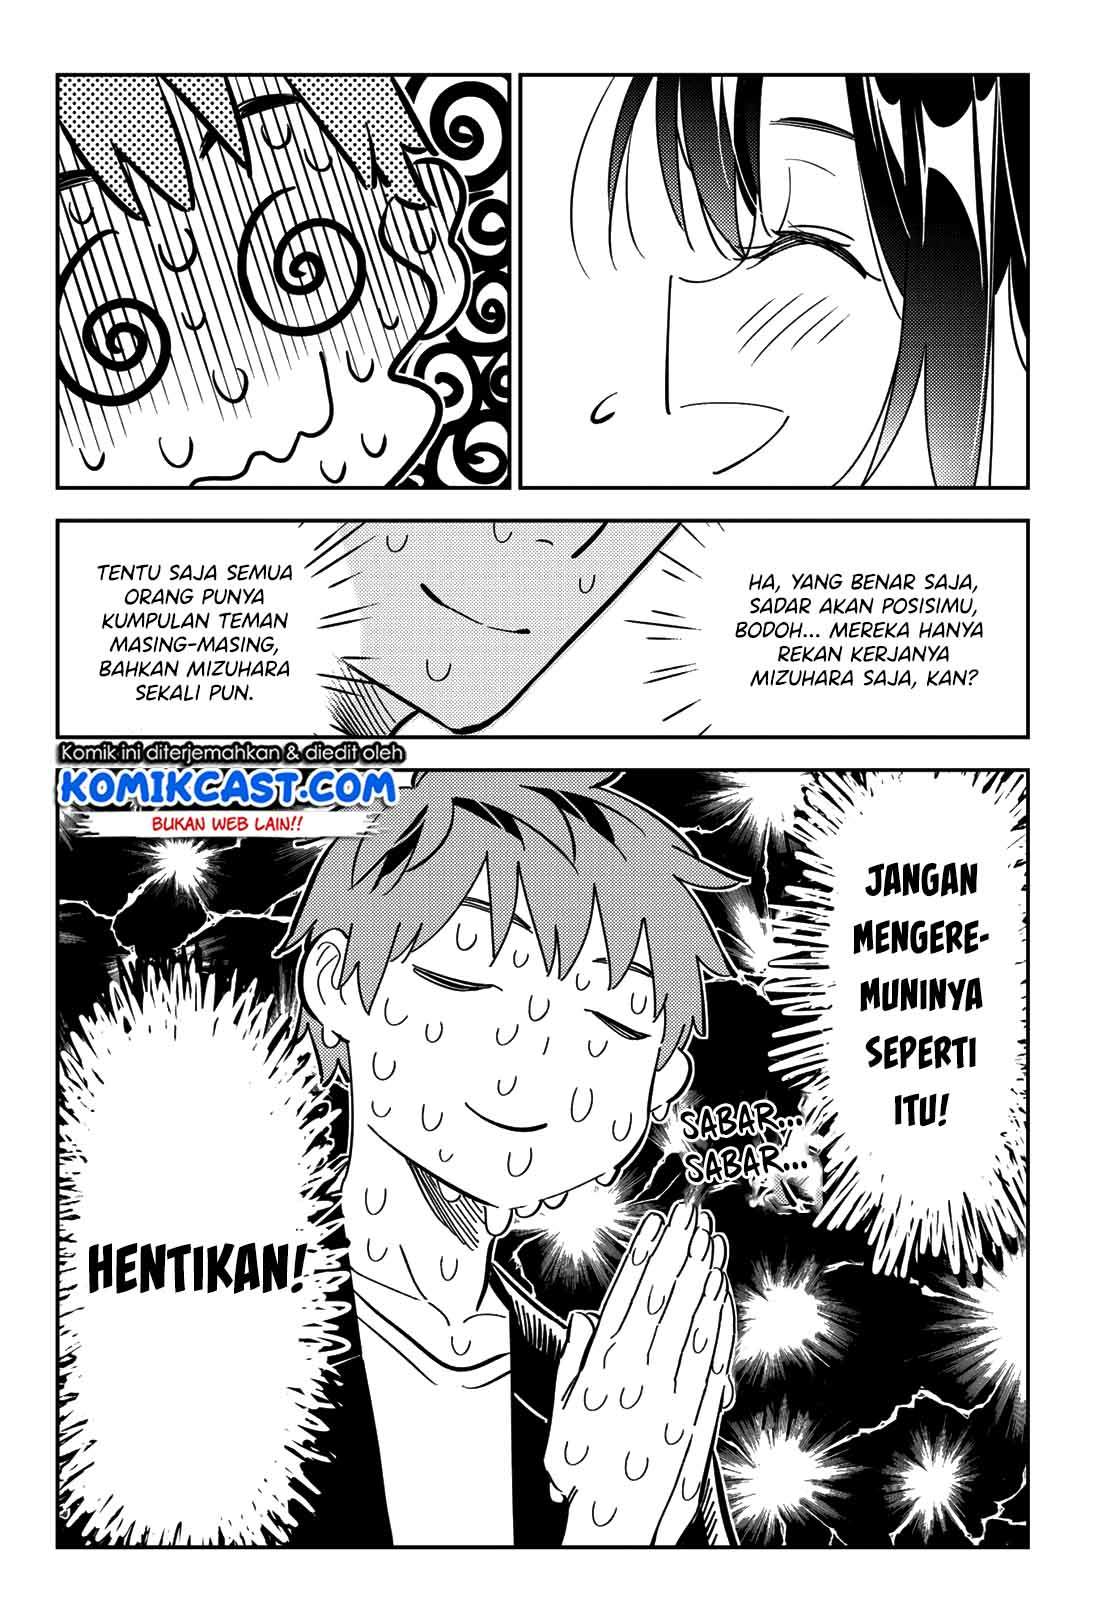 HA, YANG BENAR SAJA,
SADAR AKAN POSISIMU,
BODOH... MEREKA HANYA
REKAN KERJANYA
MIZUHARA SAJA, KAN?
TENTU SAJA SEMUA
ORANG PUNYA
KUMPULAN TEMAN
MASING-MASING,
BAHKAN MIZUHARA
SEKALI PUN.
Komik ini diterjemahkan & diedit oleh
KOMIKCAST.COM
BUKAN WEB LAIN!!
JANGAN
MENGERE-
MUNINYA
SEPERTI
ITU!
SABAR...
SABAR...
HENTIKAN!